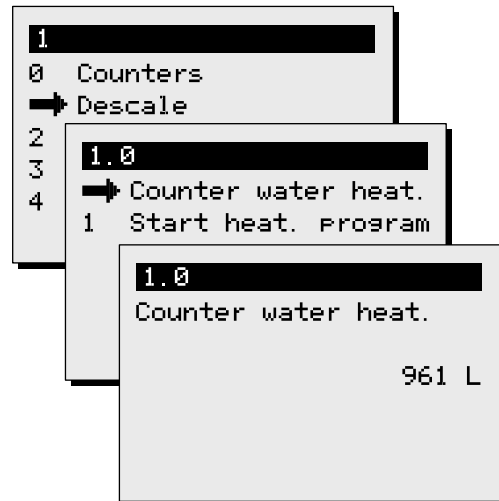 1
0 Counters
Descale
2
3
4
1.0
Counter water heat.
1 Start heat. program
1.0
Counter water heat.
961 L